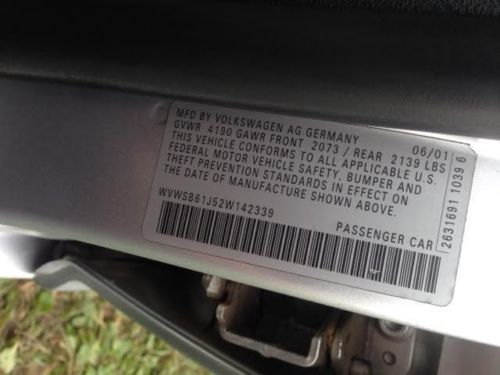 MFD BY VOLKSWAGEN AG GERMANY 06/01
GVWR 4190 GAWR FRONT 2073 / REAR 2139 LBS
THIS VEHICLE CONFORMS TO ALL APPLICABLE U.S.
FEDERAL MOTOR VEHICLE SAFETY, BUMPER AND
THEFT PREVENTION STANDARDS IN EFFECT ON
THE DATE OF MANUFACTURE SHOWN ABOVE.
WVWSB61J52W142339
PASSENGER CAR
2631691 1039 6